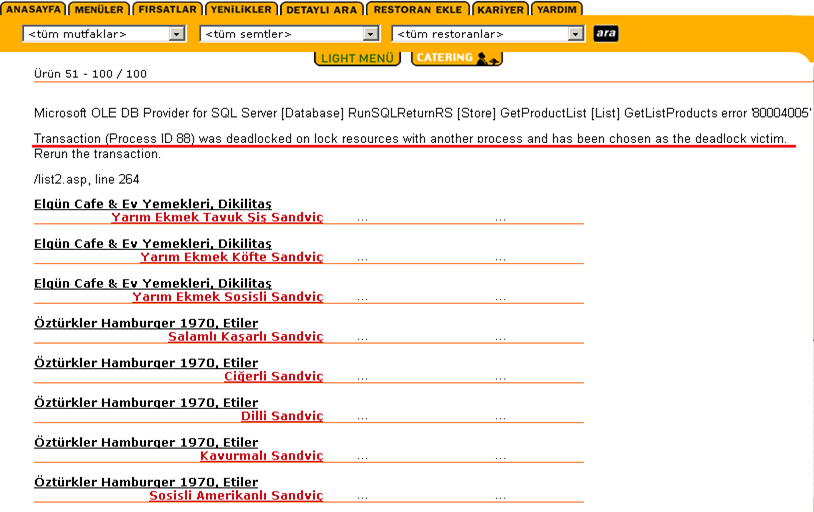 ANASAYFA MENÜLER FIRSATLAR YENİLİKLER DETAYLI ARA RESTORAN EKLE KARİYER YARDIM
<tüm mutfaklar> <tüm semtler> <tüm restoranlar> ara
LIGHT MENÜ CATERING
Ürün 51 - 100 / 100
Microsoft OLE DB Provider for SQL Server [Database] RunSQLReturnRS [Store] GetProductList [List] GetListProducts error '80004005'
Transaction (Process ID 88) was deadlocked on lock resources with another process and has been chosen as the deadlock victim.
Rerun the transaction.
/list2.asp, line 264
Elgün Cafe & Ev Yemekleri, Dikilitaş
Yarım Ekmek Tavuk Şiş Sandviç ... ...
Elgün Cafe & Ev Yemekleri, Dikilitaş
Yarım Ekmek Köfte Sandviç ... ...
Elgün Cafe & Ev Yemekleri, Dikilitaş
Yarım Ekmek Sosisli Sandviç ... ...
Öztürkler Hamburger 1970, Etiler
Salamlı Kaşarlı Sandviç ... ...
Öztürkler Hamburger 1970, Etiler
Ciğerli Sandviç ... ...
Öztürkler Hamburger 1970, Etiler
Dilli Sandviç ... ...
Öztürkler Hamburger 1970, Etiler
Kavurmalı Sandviç ... ...
Öztürkler Hamburger 1970, Etiler
Sosisli Amerikanlı Sandviç ... ...